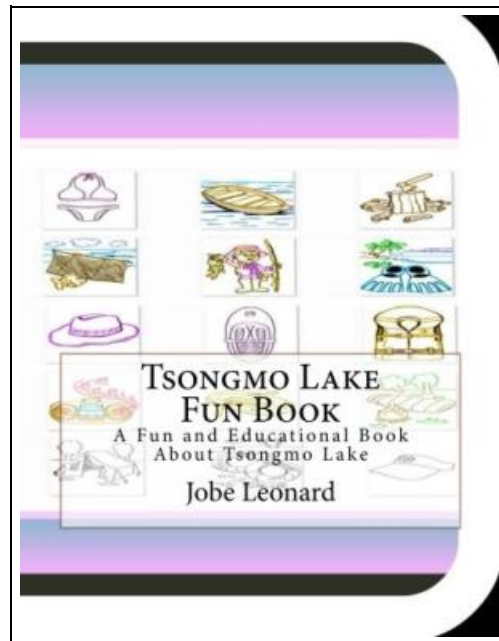 Tsongmo Lake
Fun Book
A Fun and Educational Book
About Tsongmo Lake
Jobe Leonard